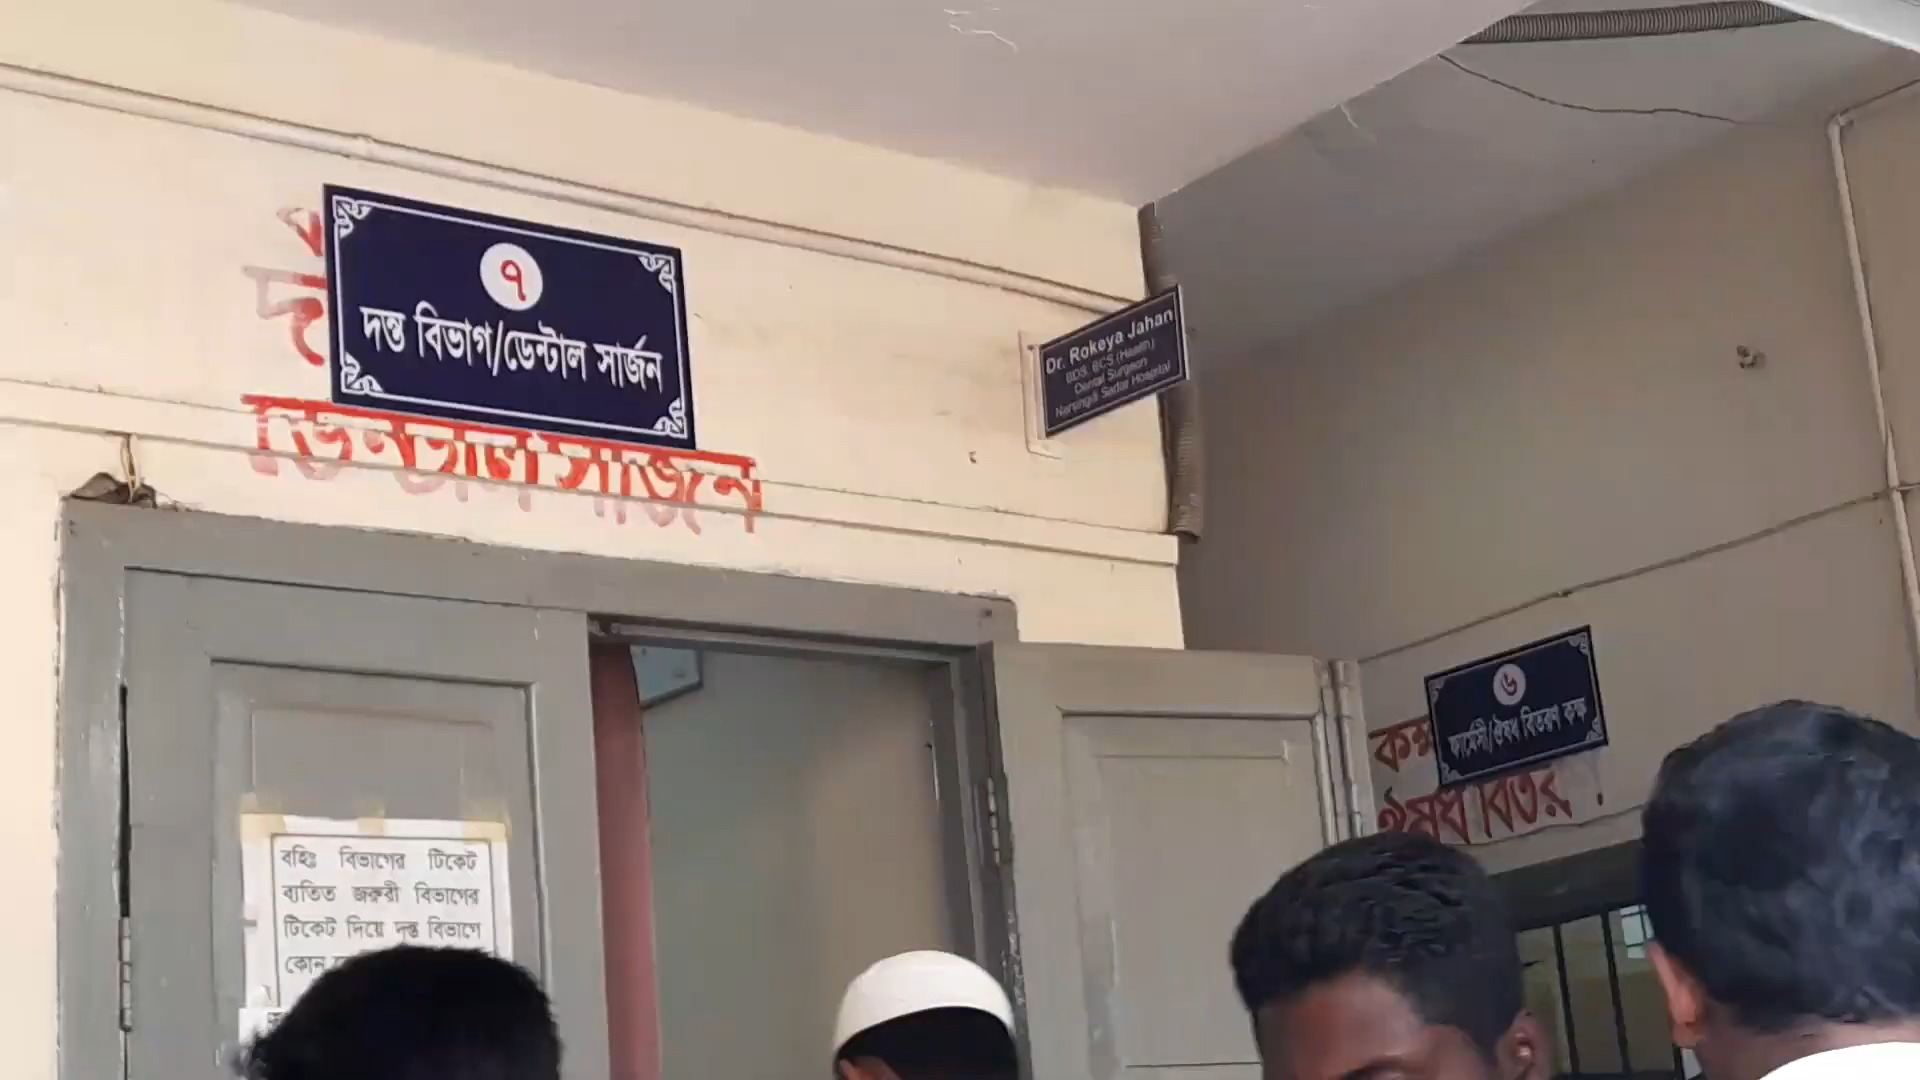 ৭
দন্ত বিভাগ/ডেন্টাল সার্জন
ডেন্টাল সার্জন
Dr. Rokeya Jahan
BDS, BCS (Health)
Dental Surgeon
Narsingdi Sadar Hospital
৬
ফার্মেসী/ঔষধ বিতরণ কক্ষ
ঔষধ বিতর
বহিঃ বিভাগের টিকেট
ব্যতিত জরুরী বিভাগের
টিকেট দিয়ে দন্ত বিভাগে
কোন